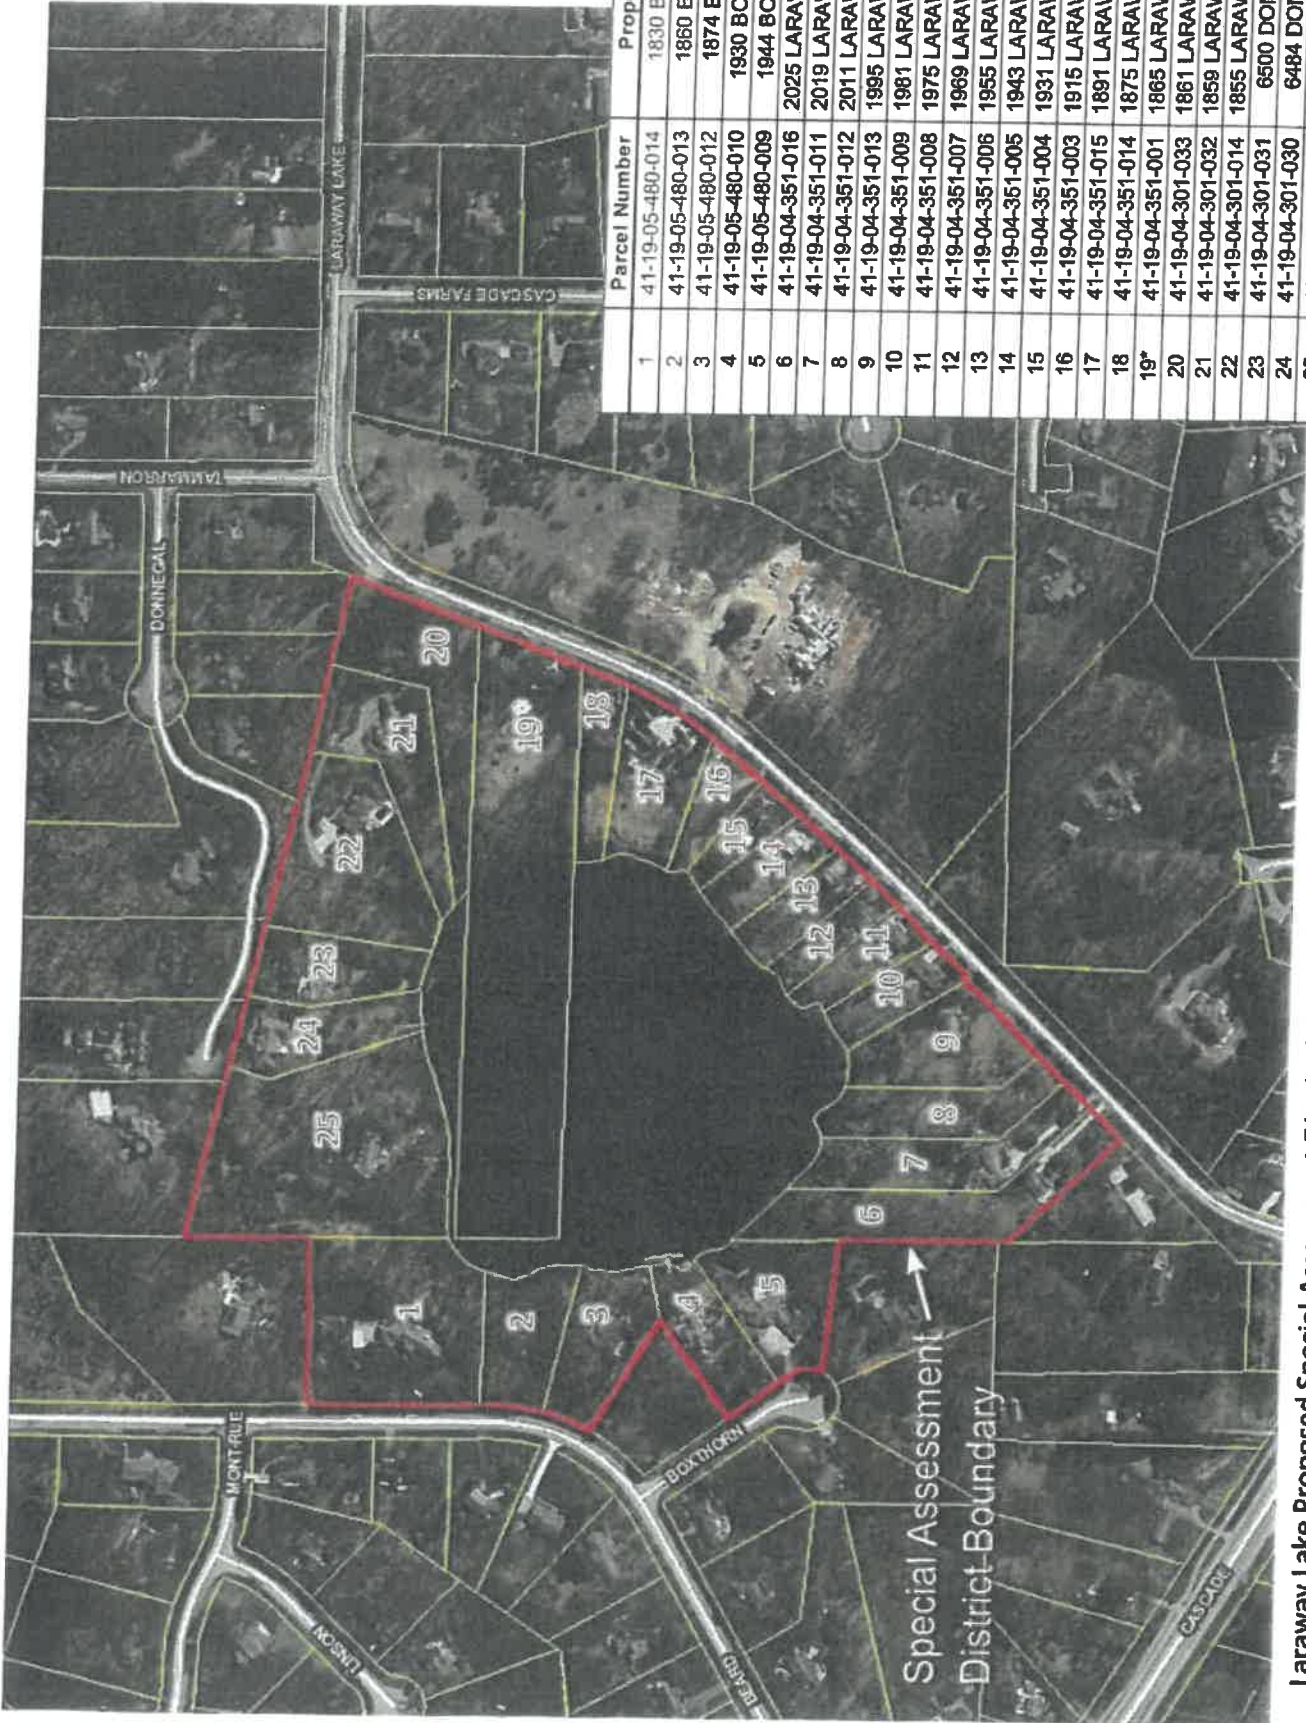 LARAWAY LAKE
CASCADE FARMS
TAMMARRON
DONNEGAL
MONT RUE
LINSON
BEARD
BOXTHORN
CASCADE
1
2
3
4
5
6
7
8
9
10
11
12
13
14
15
16
17
18
19*
20
21
22
23
24
25
Special Assessment
District Boundary
Parcel Number Prop
1 41-19-05-480-014 1830 B
2 41-19-05-480-013 1860 B
3 41-19-05-480-012 1874 B
4 41-19-05-480-010 1930 BO
5 41-19-05-480-009 1944 BO
6 41-19-04-351-016 2025 LARA
7 41-19-04-351-011 2019 LARA
8 41-19-04-351-012 2011 LARA
9 41-19-04-351-013 1995 LARA
10 41-19-04-351-009 1981 LARA
11 41-19-04-351-008 1975 LARA
12 41-19-04-351-007 1969 LARA
13 41-19-04-351-006 1955 LARA
14 41-19-04-351-005 1943 LARA
15 41-19-04-351-004 1931 LARA
16 41-19-04-351-003 1915 LARA
17 41-19-04-351-015 1891 LARA
18 41-19-04-351-014 1875 LARA
19* 41-19-04-351-001 1865 LARA
20 41-19-04-301-033 1861 LARA
21 41-19-04-301-032 1859 LARA
22 41-19-04-301-014 1855 LARA
23 41-19-04-301-031 6500 DO
24 41-19-04-301-030 6484 DO
Laraway Lake Proposed Special